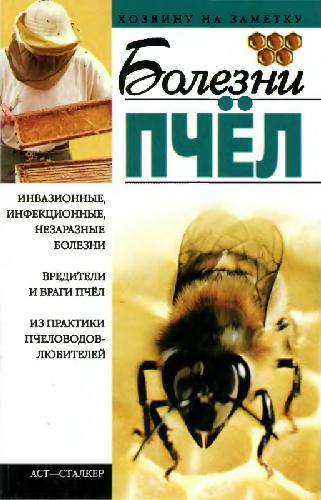 ХОЗЯИНУ НА ЗАМЕТКУ
Болезни
ПЧЁЛ
ИНВАЗИОННЫЕ,
ИНФЕКЦИОННЫЕ,
НЕЗАРАЗНЫЕ
БОЛЕЗНИ
ВРЕДИТЕЛИ
И ВРАГИ ПЧЁЛ
ИЗ ПРАКТИКИ
ПЧЕЛОВОДОВ-
ЛЮБИТЕЛЕЙ
АСТ—СТАЛКЕР